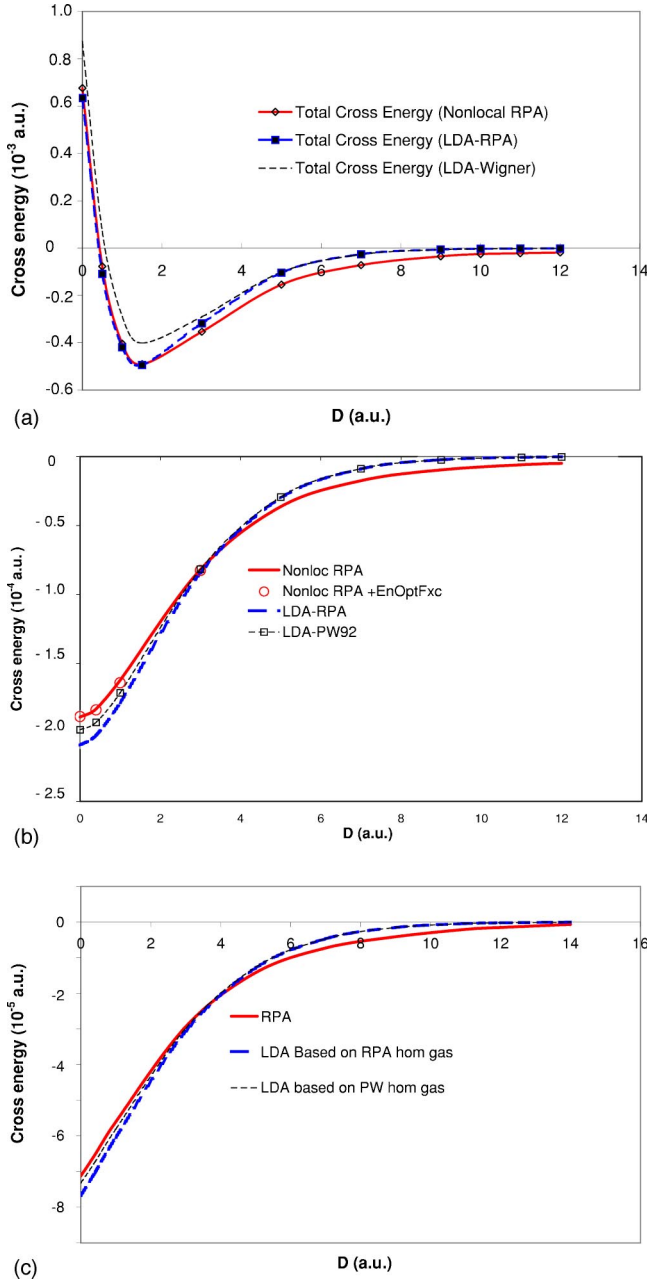 1.0
0.8
0.6
0.4
0.2
0
-0.2
-0.4
-0.6
Cross energy (10-3 a.u.)
Total Cross Energy (Nonlocal RPA)
Total Cross Energy (LDA-RPA)
Total Cross Energy (LDA-Wigner)
0 2 4 6 8 10 12 14
D (a.u.)
(a)
0
- 0.5
- 1.0
- 1.5
- 2.0
- 2.5
Cross energy (10-4 a.u.)
Nonloc RPA
Nonloc RPA +EnOptFxc
LDA-RPA
LDA-PW92
0 2 4 6 8 10 12 14
D (a.u.)
(b)
0
-2
-4
-6
-8
Cross energy (10-5 a.u.)
0 2 4 6 8 10 12 14 16
RPA
LDA Based on RPA hom gas
LDA based on PW hom gas
D (a.u.)
(c)